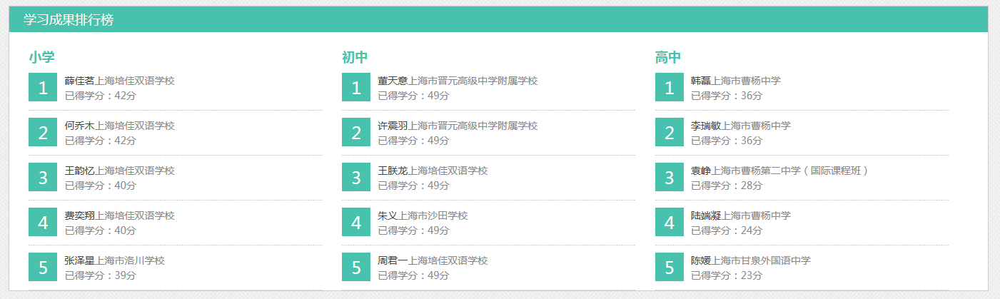 学习成果排行榜
小学
1
薛佳茗上海培佳双语学校
已得学分：42分
2
何乔木上海培佳双语学校
已得学分：42分
3
王韵忆上海培佳双语学校
已得学分：40分
4
费奕翔上海培佳双语学校
已得学分：40分
5
张泽星上海市洛川学校
已得学分：39分
初中
1
董天意上海市晋元高级中学附属学校
已得学分：49分
2
许震羽上海市晋元高级中学附属学校
已得学分：49分
3
王朕龙上海培佳双语学校
已得学分：49分
4
朱义上海市沙田学校
已得学分：49分
5
周君一上海培佳双语学校
已得学分：49分
高中
1
韩磊上海市曹杨中学
已得学分：36分
2
李瑞敏上海市曹杨中学
已得学分：36分
3
袁峥上海市曹杨第二中学（国际课程班）
已得学分：28分
4
陆端凝上海市曹杨中学
已得学分：24分
5
陈媛上海市甘泉外国语中学
已得学分：23分